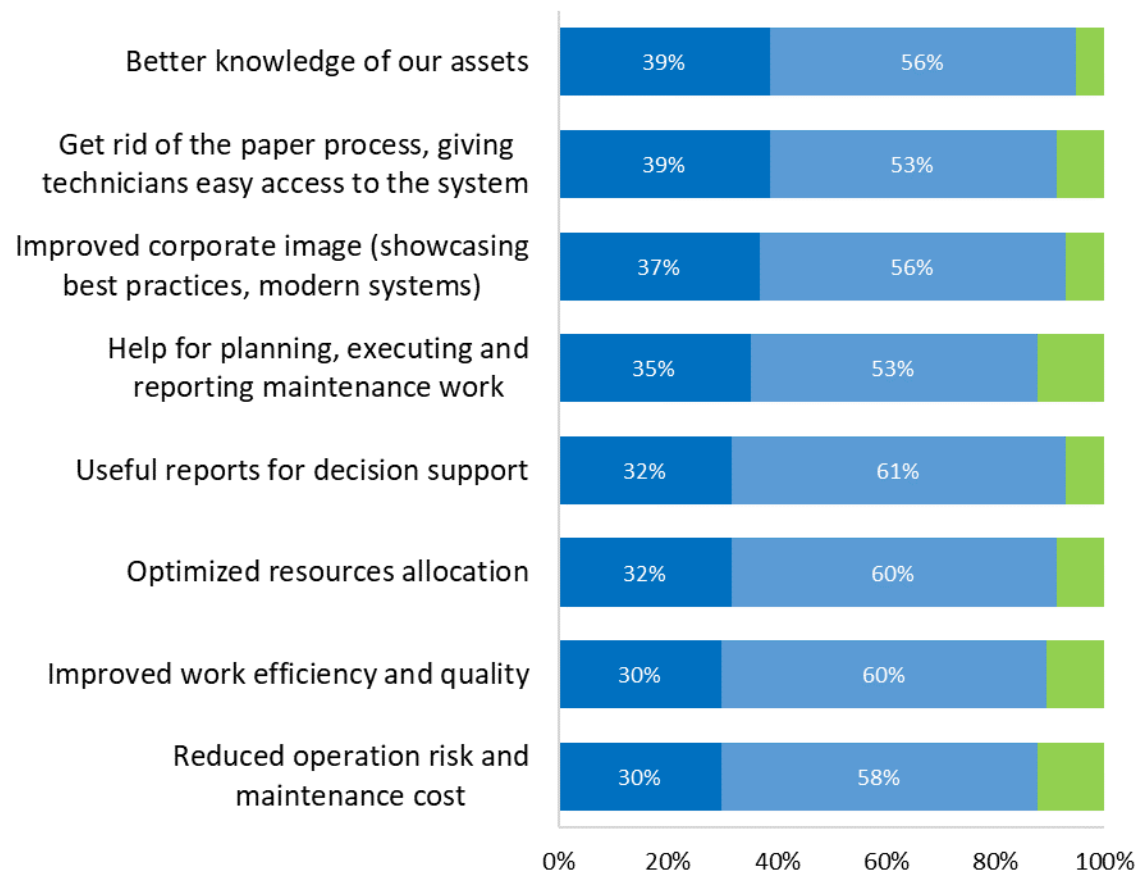 Better knowledge of our assets
39%
56%
Get rid of the paper process, giving
technicians easy access to the system
39%
53%
Improved corporate image (showcasing
best practices, modern systems)
37%
56%
Help for planning, executing and
reporting maintenance work
35%
53%
Useful reports for decision support
32%
61%
Optimized resources allocation
32%
60%
Improved work efficiency and quality
30%
60%
Reduced operation risk and
maintenance cost
30%
58%
0%
20%
40%
60%
80%
100%